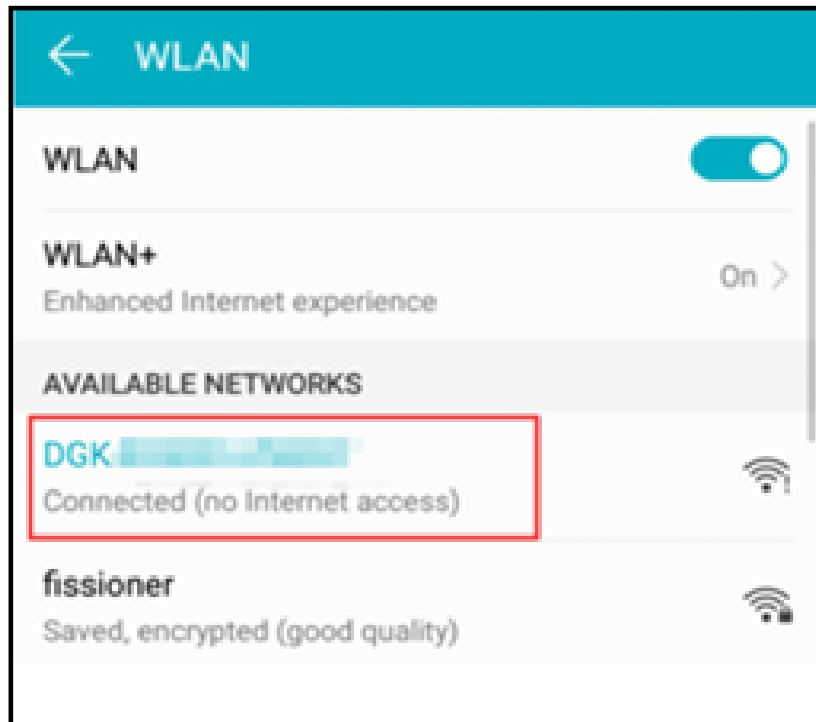 WLAN
WLAN
WLAN+
Enhanced Internet experience
On
AVAILABLE NETWORKS
DGK
Connected (no Internet access)
fissioner
Saved, encrypted (good quality)